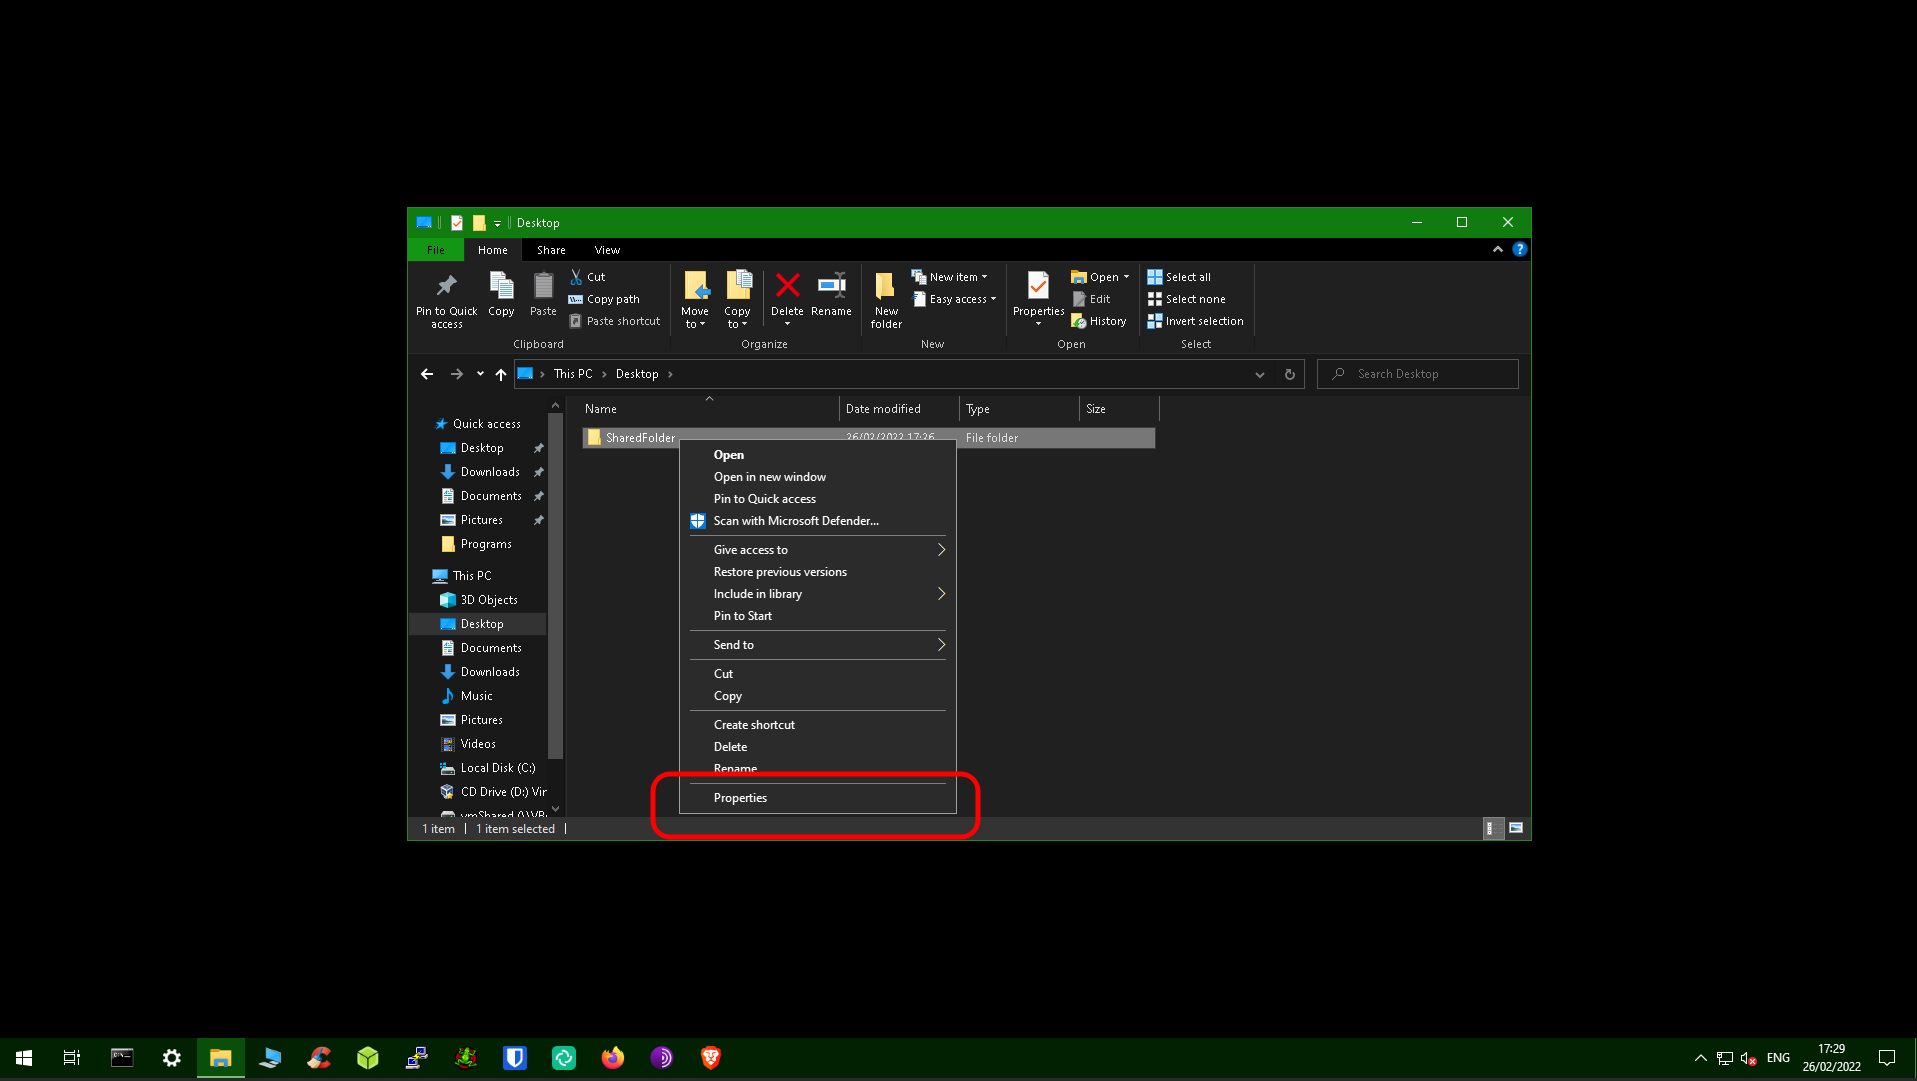 Desktop
File Home Share View
Pin to Quick access
Copy
Paste
Cut
Copy path
Paste shortcut
Clipboard
Move to
Copy to
Delete
Rename
Organize
New folder
New item
Easy access
New
Properties
Open
Edit
History
Open
Select all
Select none
Invert selection
Select
This PC Desktop
Search Desktop
Name Date modified Type Size
SharedFolder 26/02/2022 17:26 File folder
Quick access
Desktop
Downloads
Documents
Pictures
Programs
This PC
3D Objects
Desktop
Documents
Downloads
Music
Pictures
Videos
Local Disk (C:)
CD Drive (D:) Vir
vmShared (\\VB
Open
Open in new window
Pin to Quick access
Scan with Microsoft Defender...
Give access to
Restore previous versions
Include in library
Pin to Start
Send to
Cut
Copy
Create shortcut
Delete
Rename
Properties
1 item 1 item selected
ENG
17:29
26/02/2022